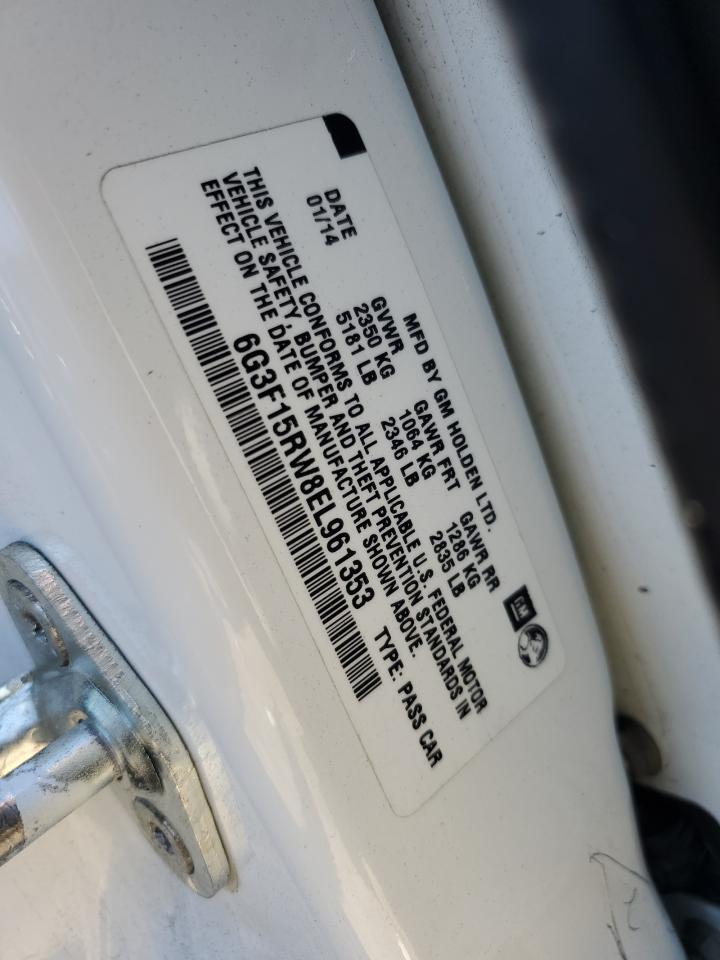 MFD BY GM HOLDEN LTD.
DATE
01/14
GVWR
2350 KG
5181 LB
GAWR FRT
1064 KG
2346 LB
GAWR RR
1286 KG
2835 LB
GM
THIS VEHICLE CONFORMS TO ALL APPLICABLE U.S. FEDERAL MOTOR
VEHICLE SAFETY, BUMPER AND THEFT PREVENTION STANDARDS IN
EFFECT ON THE DATE OF MANUFACTURE SHOWN ABOVE.
6G3F15RW8EL961353 TYPE: PASS CAR